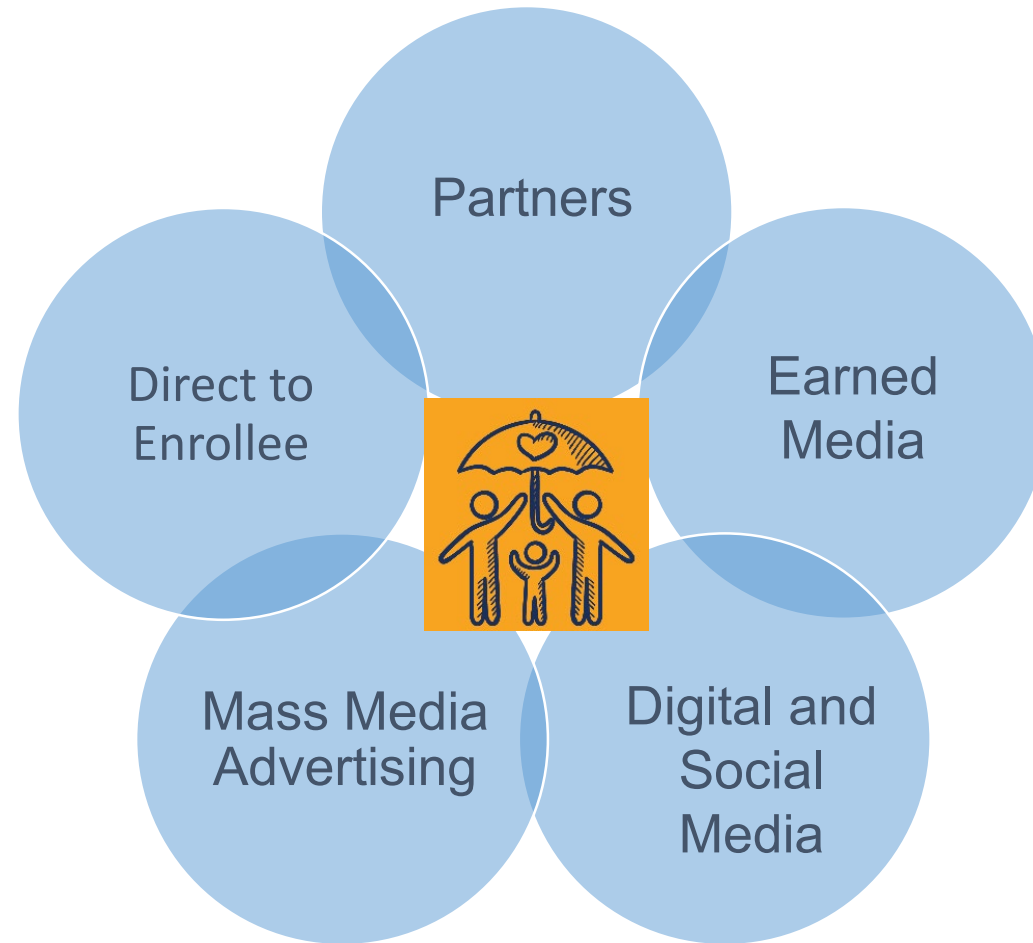 Partners
Earned
Media
Digital and
Social
Media
Mass Media
Advertising
Direct to
Enrollee